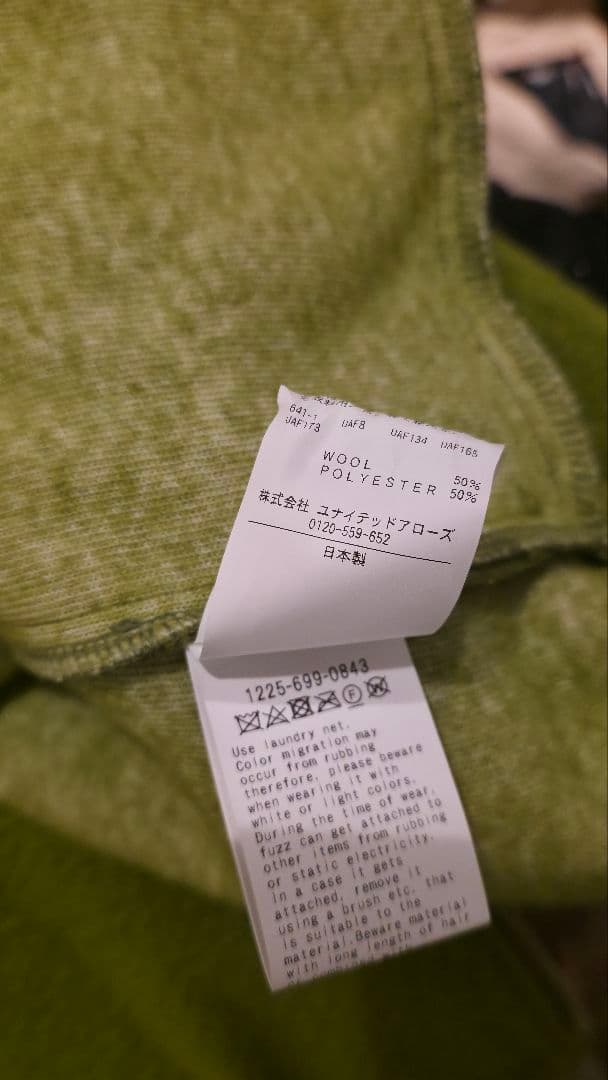 641-1
UAF173 UAF8 UAF134 UAF165
WOOL 50%
POLYESTER 50%
株式会社 ユナイテッドアローズ
0120-559-652
日本製
1225-699-0843
F W
Use laundry net.
Color migration may
occur from rubbing
therefore, please beware
when wearing it with
white or light colors.
During the time of wear,
fuzz can get attached to
other items from rubbing
or static electricity.
In a case it gets
attached, remove it
using a brush etc. that
is suitable to the
material.Beware material
with long length of hair